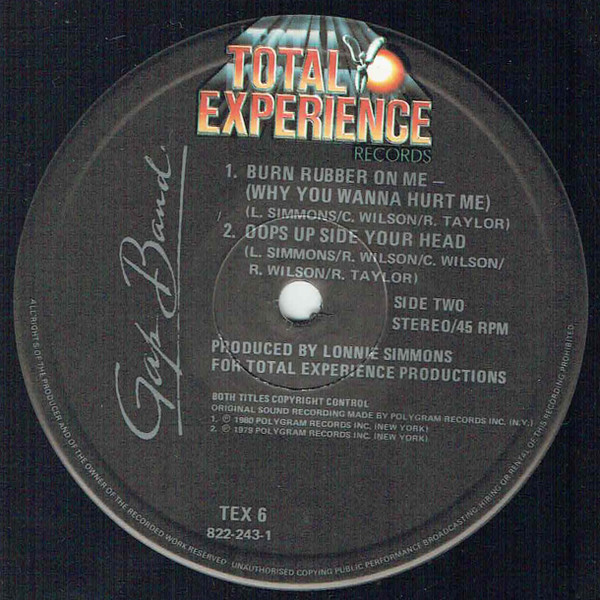 TOTAL
EXPERIENCE
RECORDS
1. BURN RUBBER ON ME –
(WHY YOU WANNA HURT ME)
(L. SIMMONS/C. WILSON/R. TAYLOR)
2. OOPS UP SIDE YOUR HEAD
(L. SIMMONS/R. WILSON/C. WILSON/
R. WILSON/R. TAYLOR)
Gap Band
SIDE TWO
STEREO/45 RPM
PRODUCED BY LONNIE SIMMONS
FOR TOTAL EXPERIENCE PRODUCTIONS
BOTH TITLES COPYRIGHT CONTROL
ORIGINAL SOUND RECORDING MADE BY POLYGRAM RECORDS INC. (N.Y.)
1. ℗ 1980 POLYGRAM RECORDS INC. (NEW YORK)
2. ℗ 1979 POLYGRAM RECORDS INC. (NEW YORK)
TEX 6
822-243-1
ALL RIGHTS OF THE PRODUCER AND OF THE OWNER OF THE RECORDED WORK RESERVED. UNAUTHORISED COPYING PUBLIC PERFORMANCE BROADCASTING, HIRING OR RENTAL OF THIS RECORDING PROHIBITED.